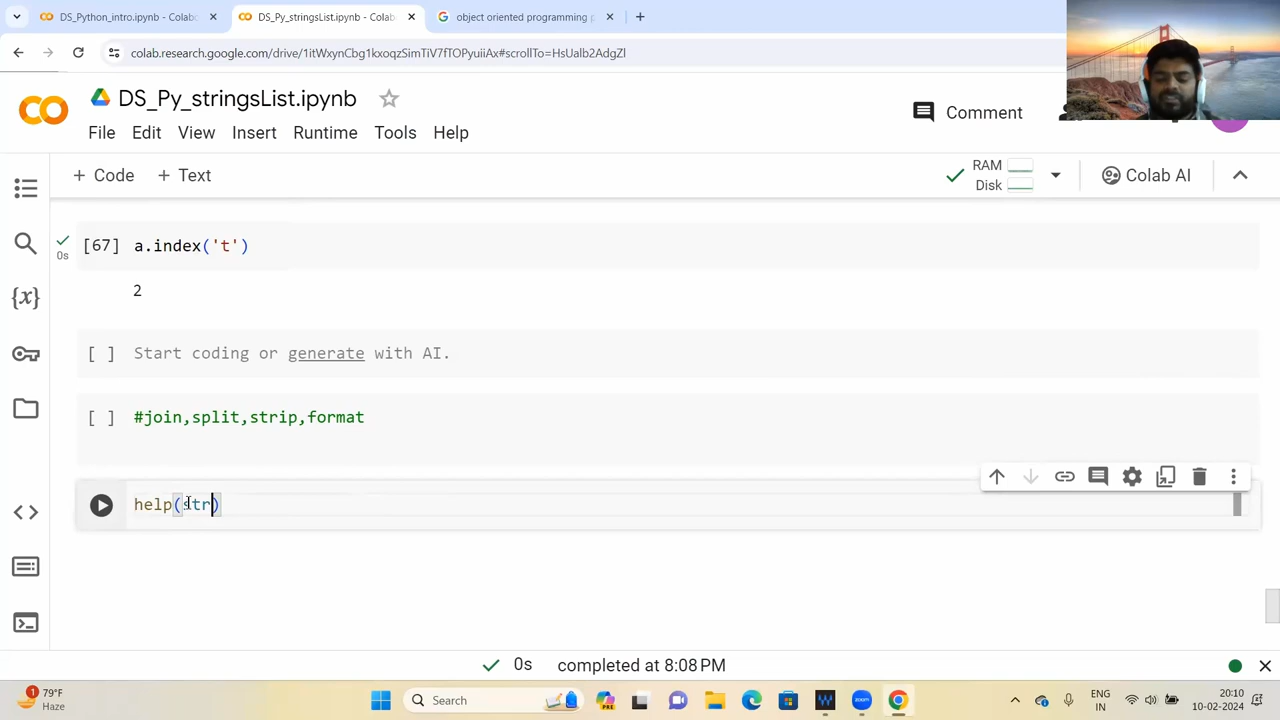 DS_Python_intro.ipynb - Colab
DS_Py_stringsList.ipynb - Colab
object oriented programming p
colab.research.google.com/drive/1itWxynCbg1kxoqzSimTiV7fTOPyuiiAx#scrollTo=HsUalb2AdgZl
DS_Py_stringsList.ipynb
Comment
File Edit View Insert Runtime Tools Help
+ Code + Text
RAM
Disk
Colab AI
[67] a.index('t')
0s
2
[ ] Start coding or generate with AI.
[ ] #join,split,strip,format
help(str)
{x}
0s completed at 8:08 PM
1
79°F
Haze
Search
PRE
ENG
IN
20:10
10-02-2024